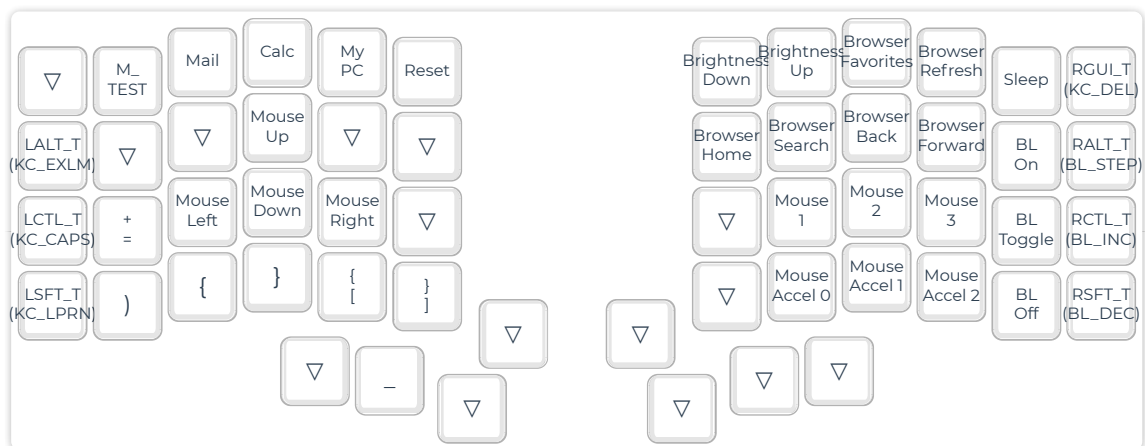 ▽
M_
TEST
Mail
Calc
My
PC
Reset
Brightness
Down
Brightness
Up
Browser
Favorites
Browser
Refresh
Sleep
RGUI_T
(KC_DEL)
LALT_T
(KC_EXLM)
▽
▽
Mouse
Up
▽
▽
Browser
Home
Browser
Search
Browser
Back
Browser
Forward
BL
On
RALT_T
(BL_STEP)
LCTL_T
(KC_CAPS)
+
=
Mouse
Left
Mouse
Down
Mouse
Right
▽
▽
Mouse
1
Mouse
2
Mouse
3
BL
Toggle
RCTL_T
(BL_INC)
LSFT_T
(KC_LPRN)
)
{
}
{
[
}
]
▽
Mouse
Accel 0
Mouse
Accel 1
Mouse
Accel 2
BL
Off
RSFT_T
(BL_DEC)
▽
▽
▽
_
▽
▽
▽
▽